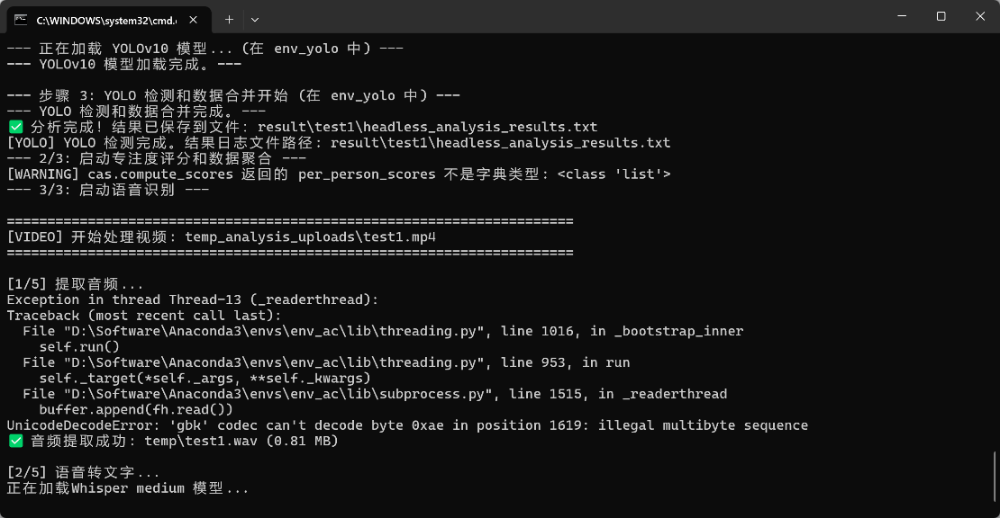 C:\WINDOWS\system32\cmd.
--- 正在加载 YOLOv10 模型... (在 env_yolo 中) ---
--- YOLOv10 模型加载完成。---
--- 步骤 3: YOLO 检测和数据合并开始 (在 env_yolo 中) ---
--- YOLO 检测和数据合并完成。---
✅ 分析完成! 结果已保存到文件: result\test1\headless_analysis_results.txt
[YOLO] YOLO 检测完成。结果日志文件路径: result\test1\headless_analysis_results.txt
--- 2/3: 启动专注度评分和数据聚合 ---
[WARNING] cas.compute_scores 返回的 per_person_scores 不是字典类型: <class 'list'>
--- 3/3: 启动语音识别 ---
======================================================================
[VIDEO] 开始处理视频: temp_analysis_uploads\test1.mp4
======================================================================
[1/5] 提取音频...
Exception in thread Thread-13 (_readerthread):
Traceback (most recent call last):
  File "D:\Software\Anaconda3\envs\env_ac\lib\threading.py", line 1016, in _bootstrap_inner
    self.run()
  File "D:\Software\Anaconda3\envs\env_ac\lib\threading.py", line 953, in run
    self._target(*self._args, **self._kwargs)
  File "D:\Software\Anaconda3\envs\env_ac\lib\subprocess.py", line 1515, in _readerthread
    buffer.append(fh.read())
UnicodeDecodeError: 'gbk' codec can't decode byte 0xae in position 1619: illegal multibyte sequence
✅ 音频提取成功: temp\test1.wav (0.81 MB)
[2/5] 语音转文字...
正在加载Whisper medium 模型...